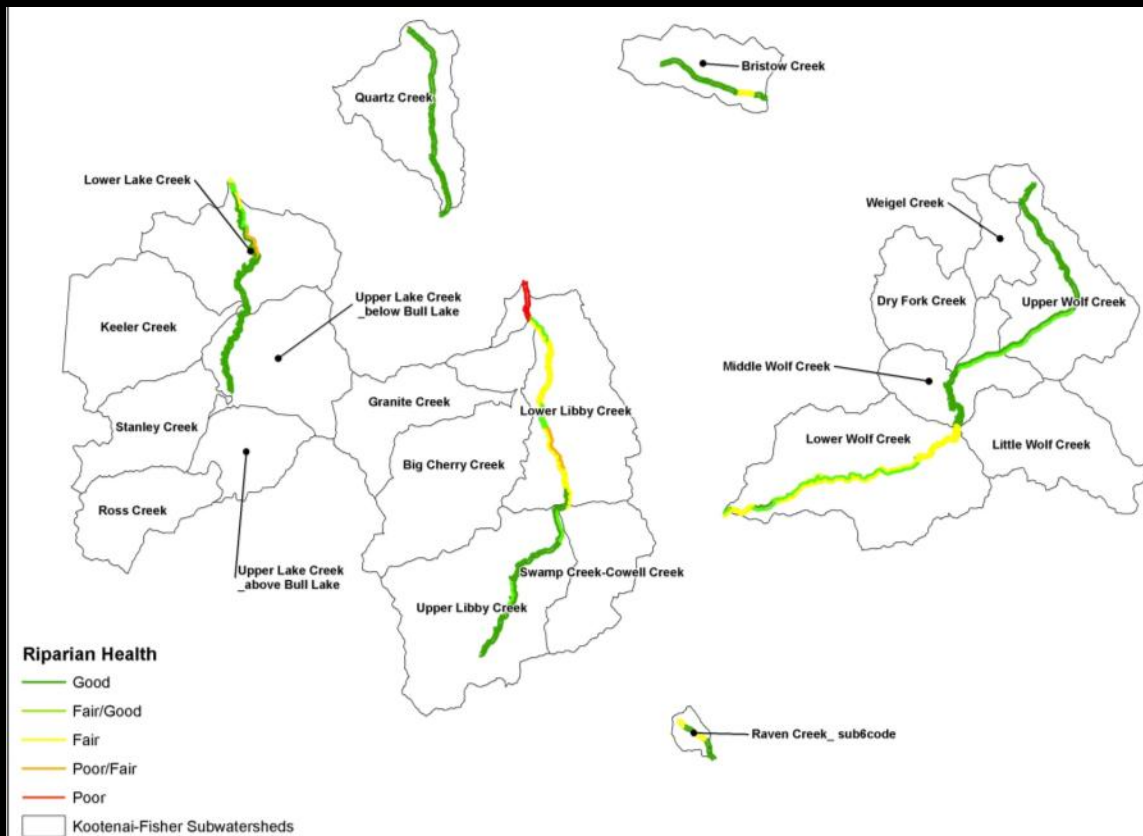 Bristow Creek
Quartz Creek
Lower Lake Creek
Weigel Creek
Upper Lake Creek
_below Bull Lake
Keeler Creek
Dry Fork Creek
Upper Wolf Creek
Middle Wolf Creek
Granite Creek
Lower Libby Creek
Stanley Creek
Lower Wolf Creek
Little Wolf Creek
Big Cherry Creek
Ross Creek
Upper Lake Creek
_above Bull Lake
Swamp Creek-Cowell Creek
Upper Libby Creek
Raven Creek_ sub6code
Riparian Health
Good
Fair/Good
Fair
Poor/Fair
Poor
Kootenai-Fisher Subwatersheds